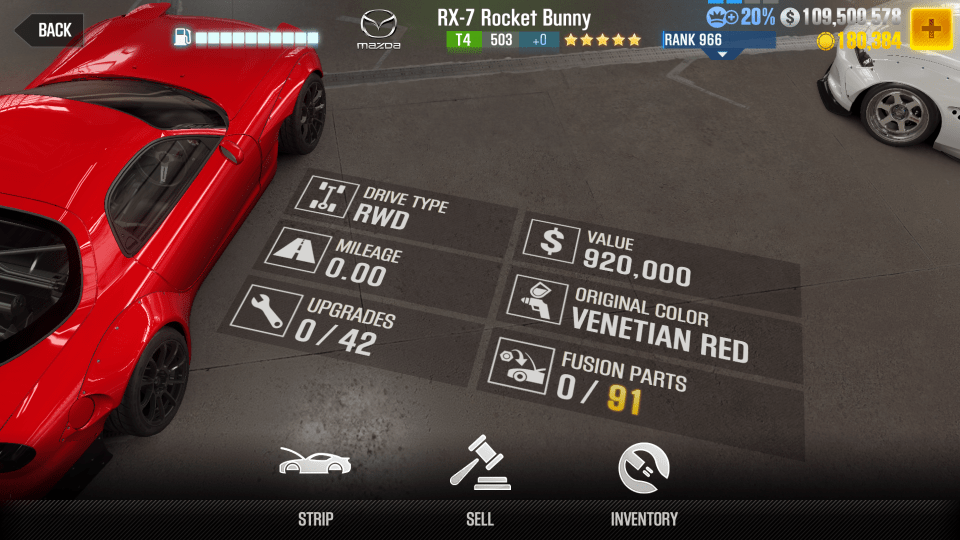 BACK
mazda
RX-7 Rocket Bunny
T4 503 +0
RANK 966
20% $ 109,500,578
186,384
DRIVE TYPE
RWD
MILEAGE
0.00
UPGRADES
0 / 42
$ VALUE
920,000
ORIGINAL COLOR
VENETIAN RED
FUSION PARTS
0 / 91
STRIP
SELL
INVENTORY